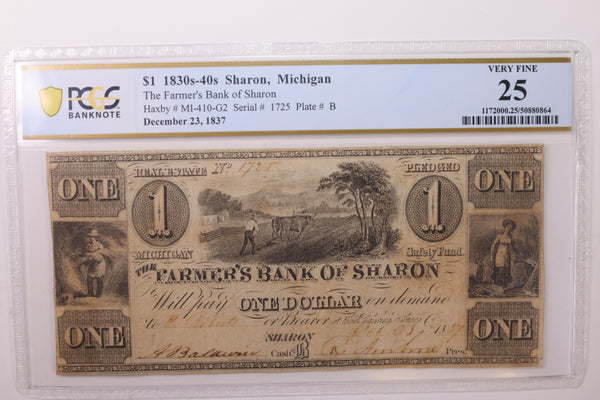 $1 1830s-40s Sharon, Michigan
The Farmer's Bank of Sharon
Haxby # MI-410-G2 Serial # 1725 Plate # B
December 23, 1837
PCGS
BANKNOTE
VERY FINE
25
1172000.25/50880864
ONE REAL ESTATE No 1725 PLEDGED ONE
1 1
MICHIGAN Safety Fund.
THE FARMER'S BANK OF SHARON
Will pay ONE DOLLAR on demand
to or Bearer 1837
ONE SHARON ONE
A Baldwin Cashr. B Pres.